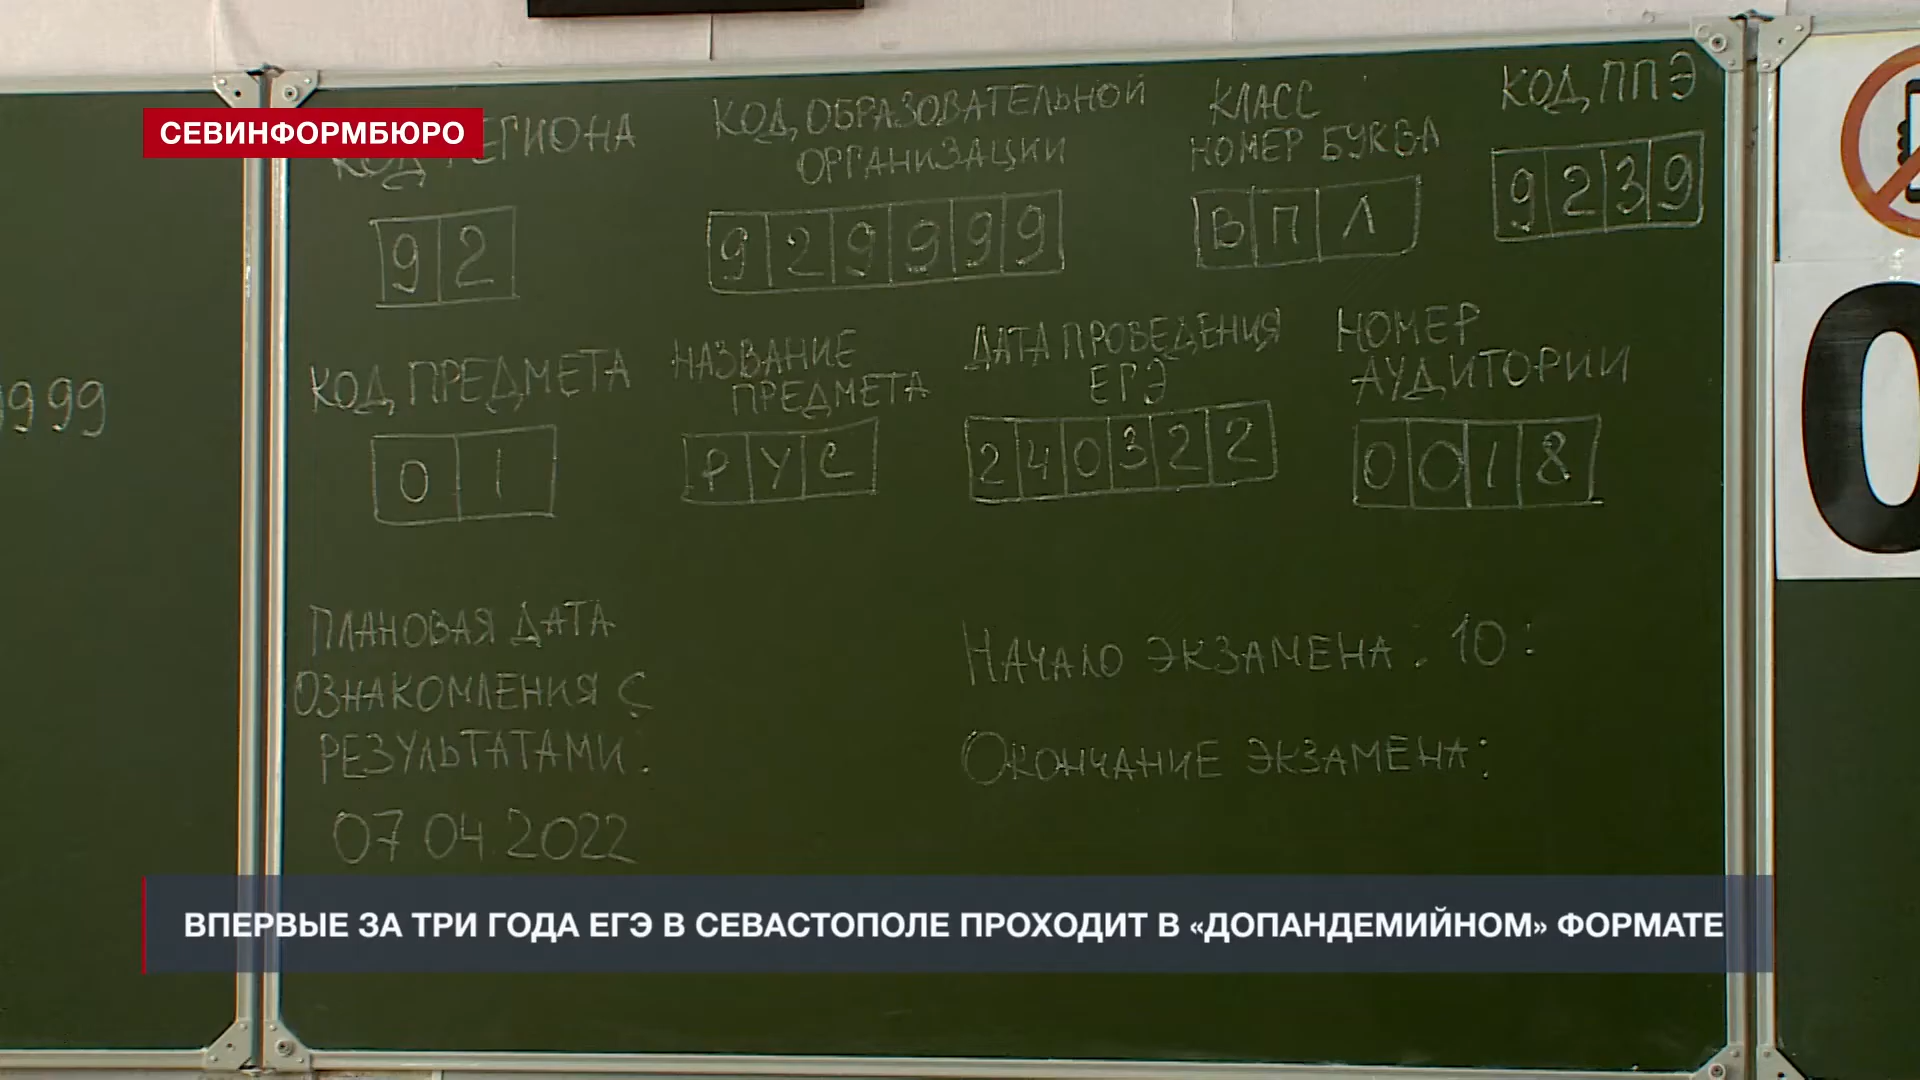 СЕВИНФОРМБЮРО
КОД РЕГИОНА
92
КОД ОБРАЗОВАТЕЛЬНОЙ
ОРГАНИЗАЦИИ
929999
КЛАСС
НОМЕР БУКВА
ВПЛ
КОД ППЭ
9239
КОД ПРЕДМЕТА
01
НАЗВАНИЕ
ПРЕДМЕТА
РУС
ДАТА ПРОВЕДЕНИЯ
ЕГЭ
240322
НОМЕР
АУДИТОРИИ
0018
9999
0
ПЛАНОВАЯ ДАТА
ОЗНАКОМЛЕНИЯ С
РЕЗУЛЬТАТАМИ:
07 04.2022
НАЧАЛО ЭКЗАМЕНА: 10:
ОКОНЧАНИЕ ЭКЗАМЕНА:
ВПЕРВЫЕ ЗА ТРИ ГОДА ЕГЭ В СЕВАСТОПОЛЕ ПРОХОДИТ В «ДОПАНДЕМИЙНОМ» ФОРМАТЕ